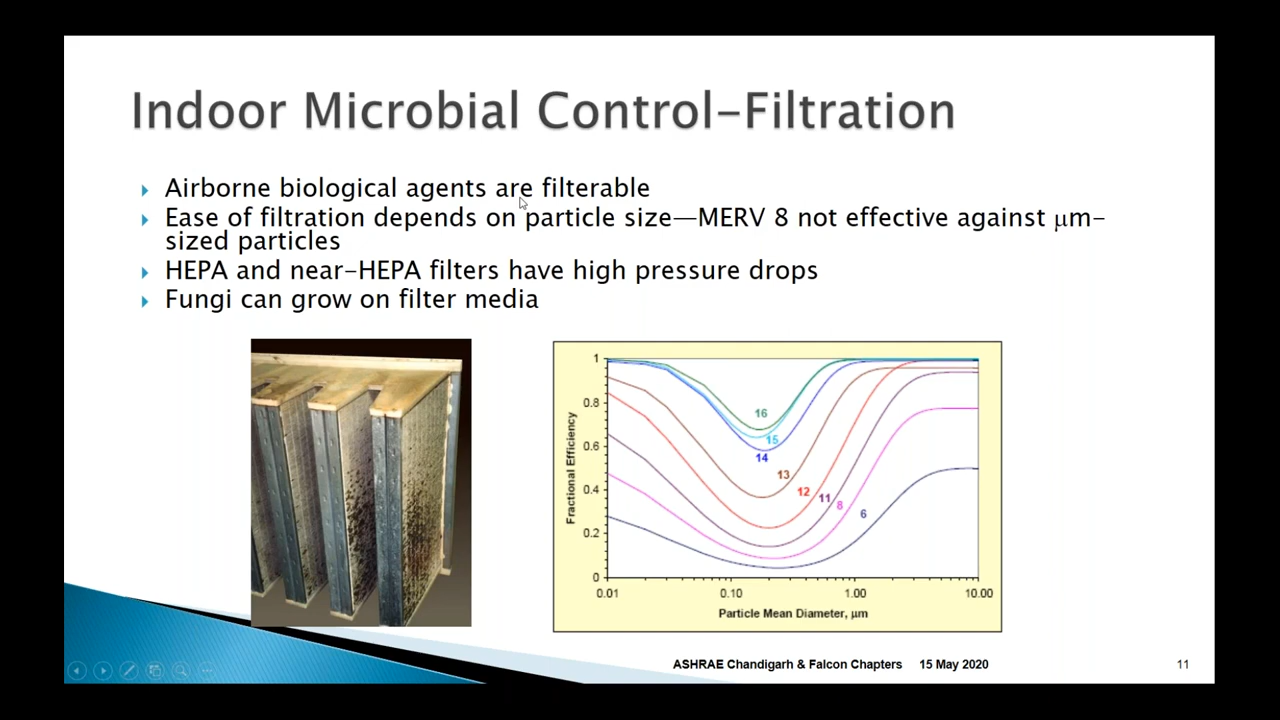 Indoor Microbial Control-Filtration
Airborne biological agents are filterable
Ease of filtration depends on particle size—MERV 8 not effective against μm-
sized particles
HEPA and near-HEPA filters have high pressure drops
Fungi can grow on filter media
1
0.8
0.6
0.4
0.2
0
Fractional Efficiency
16
15
14
13
12
11
8
6
0.01
0.10
1.00
10.00
Particle Mean Diameter, μm
ASHRAE Chandigarh & Falcon Chapters 15 May 2020
11